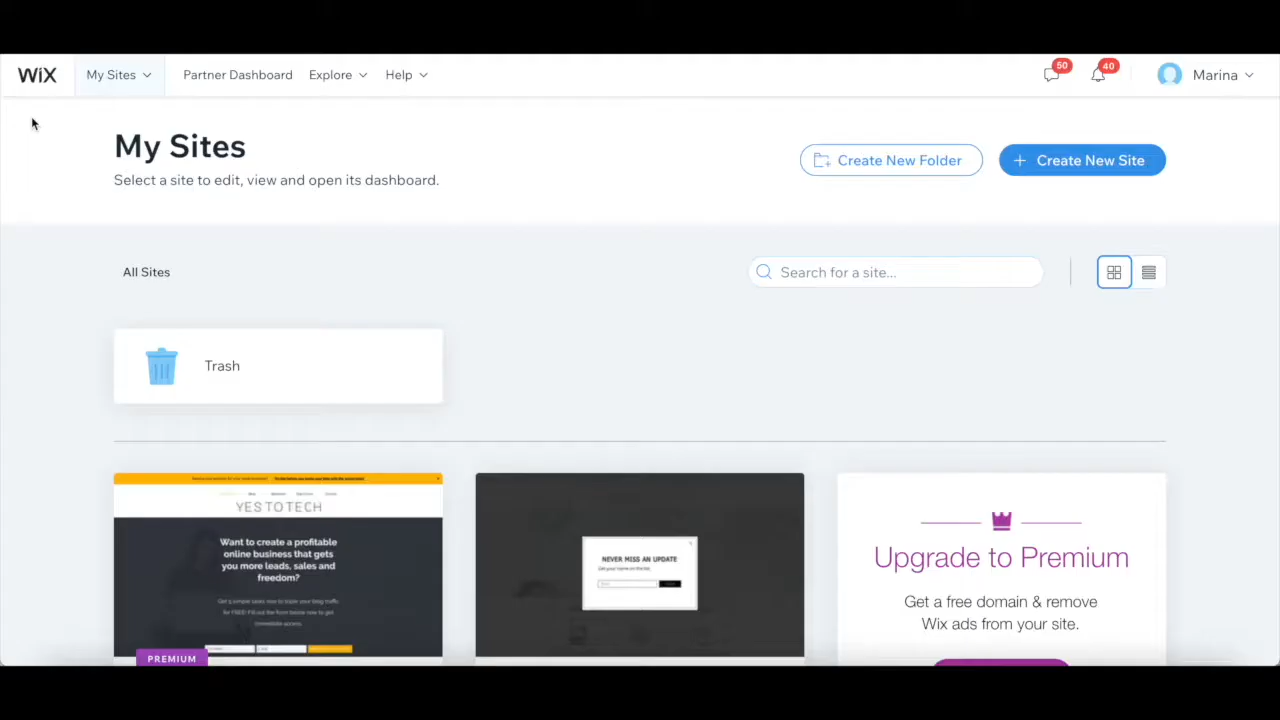 WiX
My Sites
Partner Dashboard
Explore
Help
50
40
Marina
My Sites
Select a site to edit, view and open its dashboard.
Create New Folder
+ Create New Site
All Sites
Search for a site...
Trash
YES TO TECH
Want to create a profitable
online business that gets
you more leads, sales and
freedom?
immediate access.
PREMIUM
NEVER MISS AN UPDATE
Upgrade to Premium
Get a free domain & remove
Wix ads from your site.